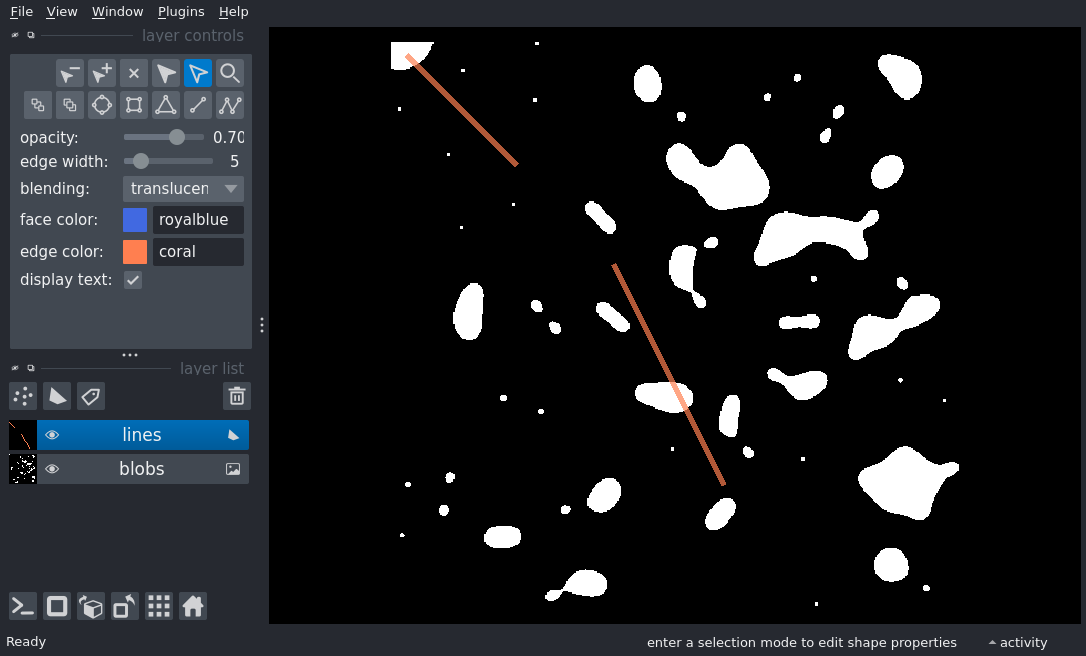 File View Window Plugins Help
layer controls
opacity: 0.70
edge width: 5
blending: translucen
face color: royalblue
edge color: coral
display text:
layer list
lines
blobs
Ready
enter a selection mode to edit shape properties
activity